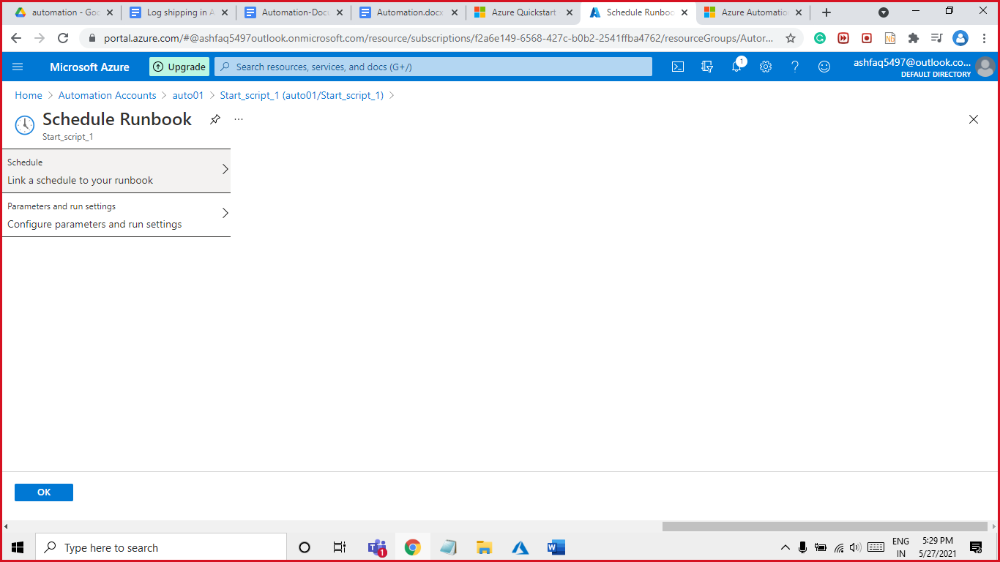 automation - Goo
Log shipping in A
Automation-Docu
Automation.docx
Azure Quickstart
Schedule Runboo
Azure Automatio
portal.azure.com/#@ashfaq5497outlook.onmicrosoft.com/resource/subscriptions/f2a6e149-6568-427c-b0b2-2541ffba4762/resourceGroups/Autor...
Nb
Microsoft Azure
Upgrade
Search resources, services, and docs (G+/)
1
ashfaq5497@outlook.co...
DEFAULT DIRECTORY
Home > Automation Accounts > auto01 > Start_script_1 (auto01/Start_script_1) >
Schedule Runbook
...
Start_script_1
Schedule
Link a schedule to your runbook
Parameters and run settings
Configure parameters and run settings
OK
Type here to search
1
ENG
IN
5:29 PM
5/27/2021